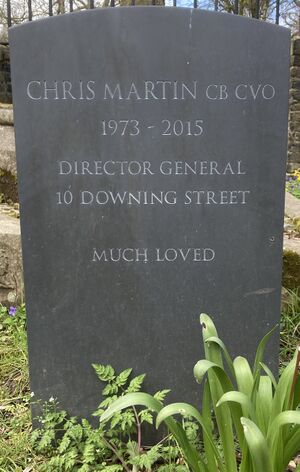 CHRIS MARTIN CB CVO
1973 - 2015
DIRECTOR GENERAL
10 DOWNING STREET
MUCH LOVED